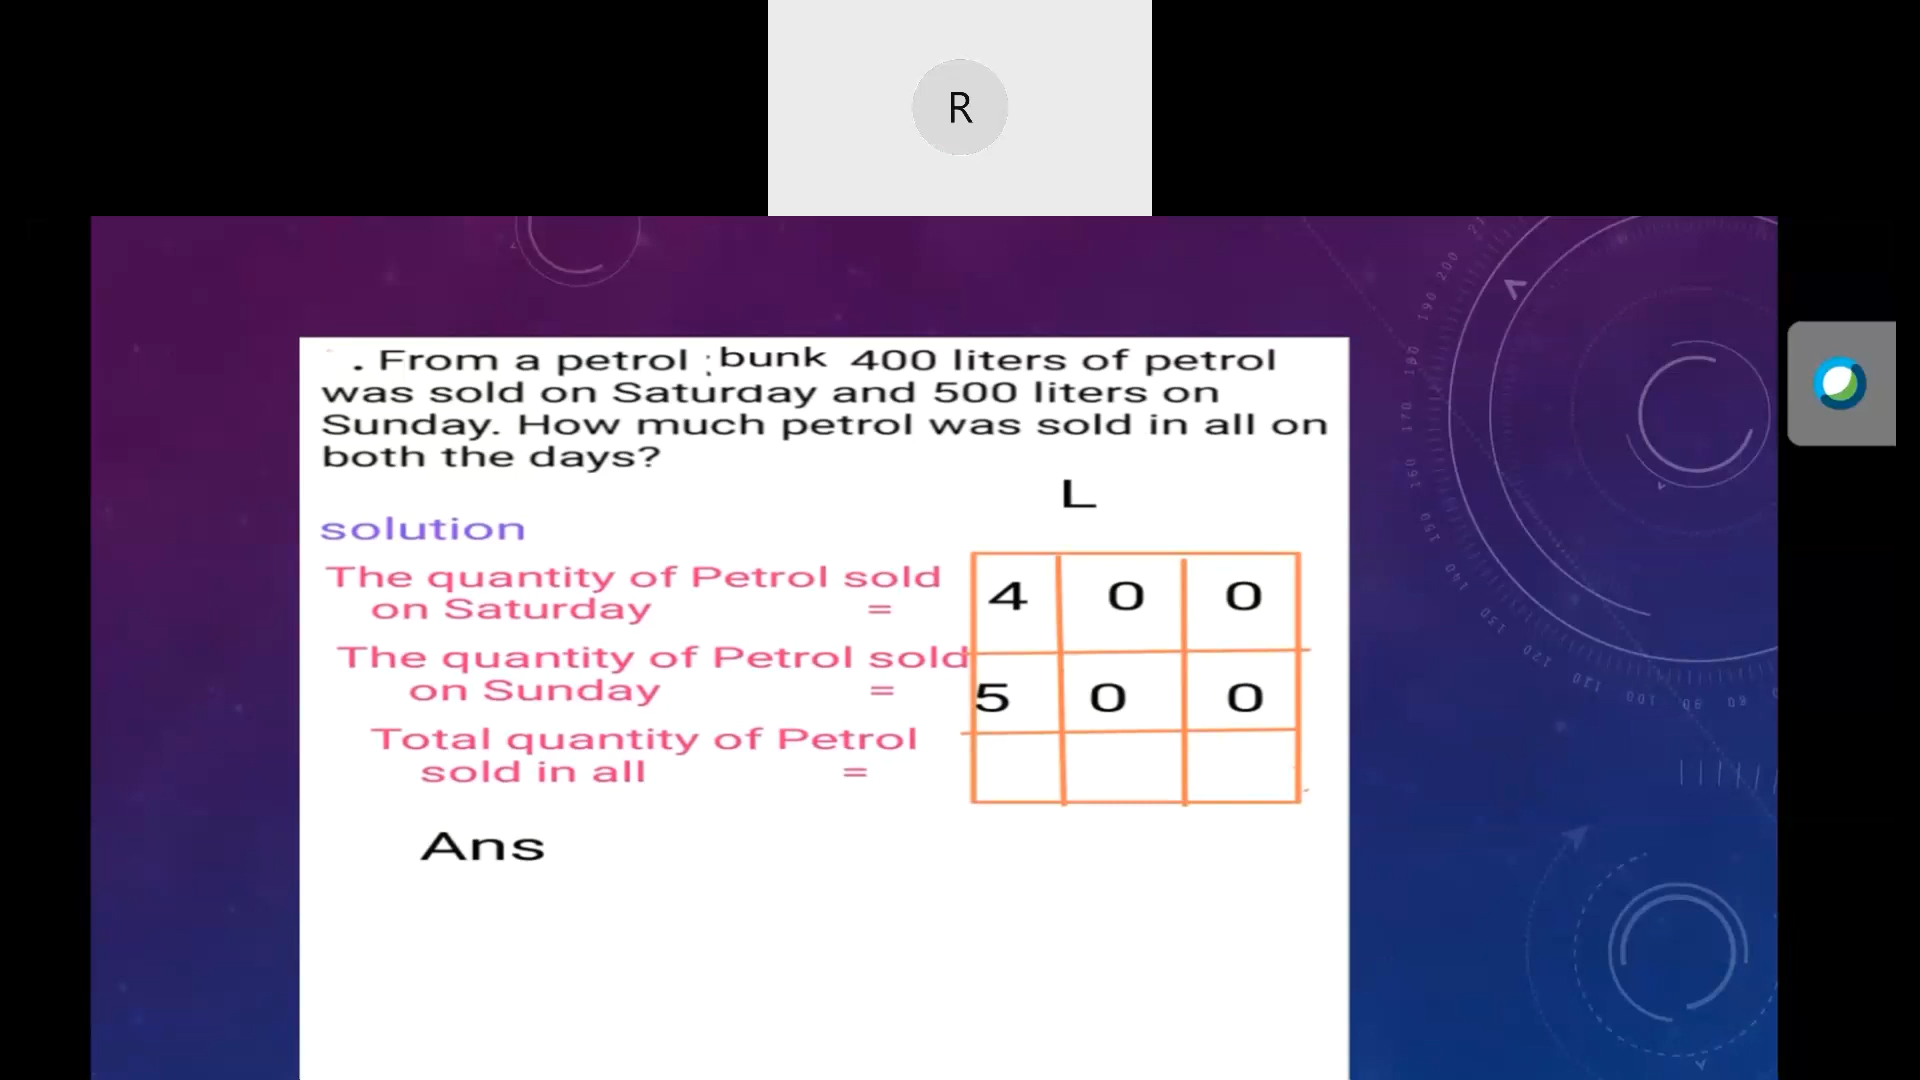 R
. From a petrol bunk 400 liters of petrol
was sold on Saturday and 500 liters on
Sunday. How much petrol was sold in all on
both the days?
L
solution
The quantity of Petrol sold
on Saturday = 4 0 0
The quantity of Petrol sold
on Sunday = 5 0 0
Total quantity of Petrol
sold in all =
Ans